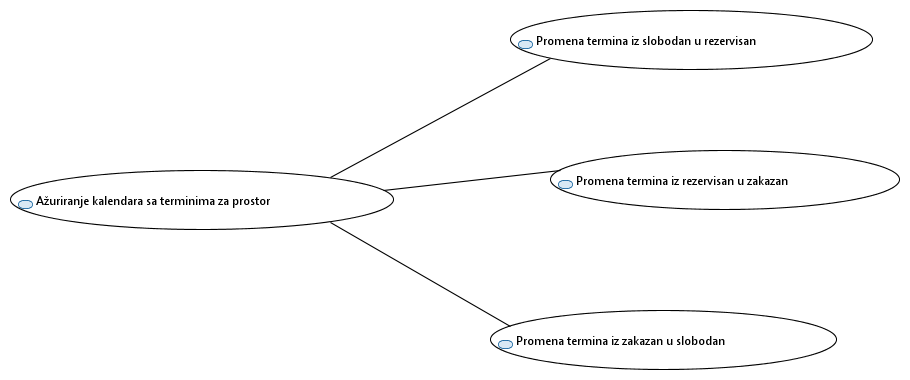 Promena termina iz slobodan u rezervisan
Promena termina iz rezervisan u zakazan
Ažuriranje kalendara sa terminima za prostor
Promena termina iz zakazan u slobodan